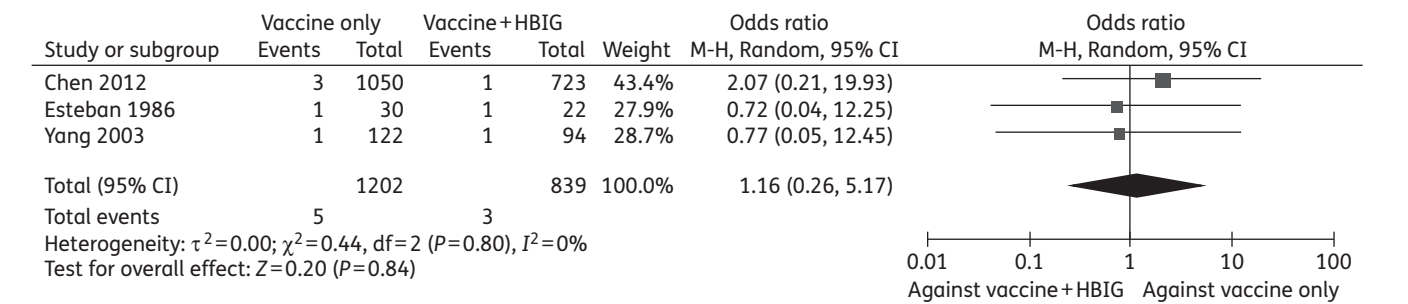 Vaccine only Vaccine+HBIG Odds ratio Odds ratio
Study or subgroup Events Total Events Total Weight M-H, Random, 95% CI M-H, Random, 95% CI
Chen 2012 3 1050 1 723 43.4% 2.07 (0.21, 19.93)
Esteban 1986 1 30 1 22 27.9% 0.72 (0.04, 12.25)
Yang 2003 1 122 1 94 28.7% 0.77 (0.05, 12.45)
Total (95% CI) 1202 839 100.0% 1.16 (0.26, 5.17)
Total events 5 3
Heterogeneity: τ²=0.00; χ²=0.44, df=2 (P=0.80), I²=0%
Test for overall effect: Z=0.20 (P=0.84)
0.01 0.1 1 10 100
Against vaccine+HBIG Against vaccine only